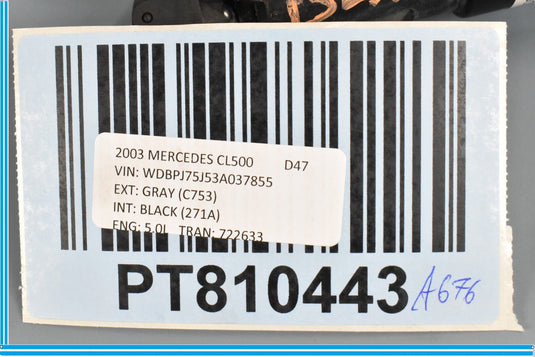 2003 MERCEDES CL500 D47
VIN: WDBPJ75J53A037855
EXT: GRAY (C753)
INT: BLACK (271A)
ENG: 5.0L TRAN: 722633
PT810443 A676